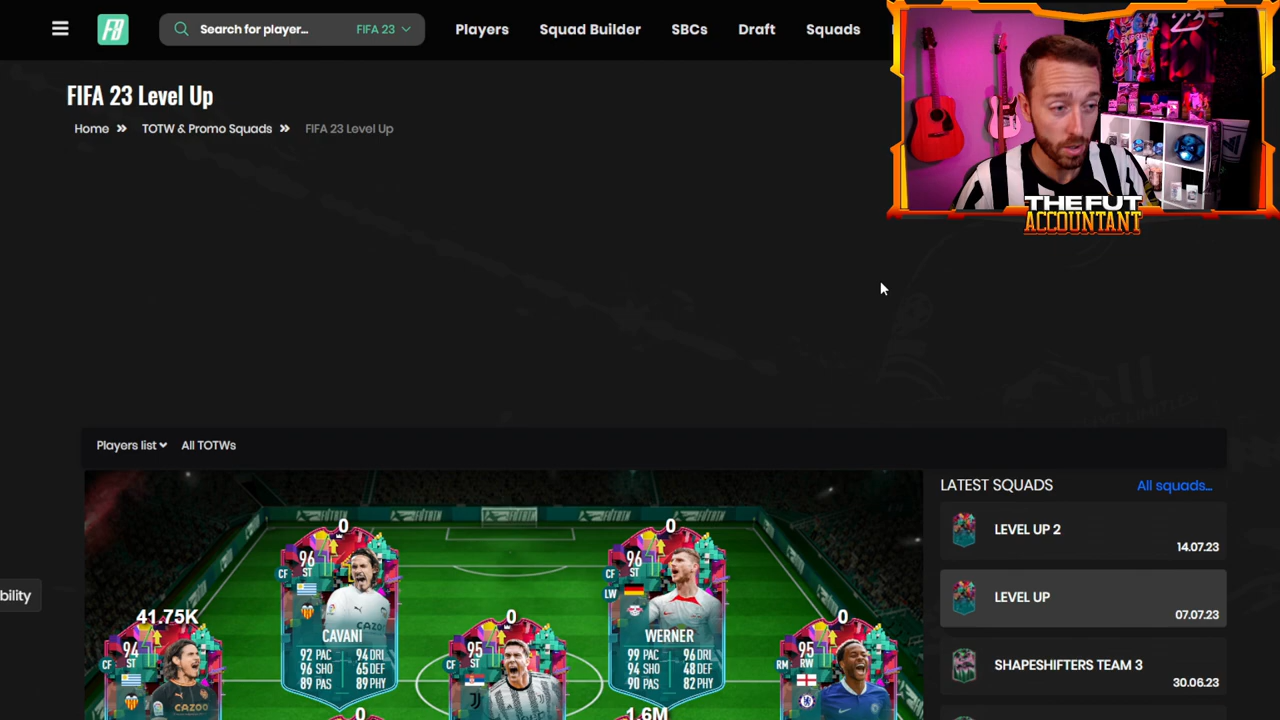 FB
Search for player...
FIFA 23
Players
Squad Builder
SBCs
Draft
Squads
23
THE FUT
ACCOUNTANT
FIFA 23 Level Up
Home
TOTW & Promo Squads
FIFA 23 Level Up
Players list
All TOTWs
LATEST SQUADS
All squads...
LEVEL UP 2
14.07.23
LEVEL UP
07.07.23
SHAPESHIFTERS TEAM 3
30.06.23
bility
0
96
CF
ST
CAVANI
92 PAC
94 DRI
96 SHO
65 DEF
89 PAS
89 PHY
0
96
CF
ST
LW
WERNER
99 PAC
96 DRI
94 SHO
48 DEF
90 PAS
82 PHY
41.75K
94
CF
ST
CAZOO
0
95
CF
ST
0
95
RM
RW
0
1.6M